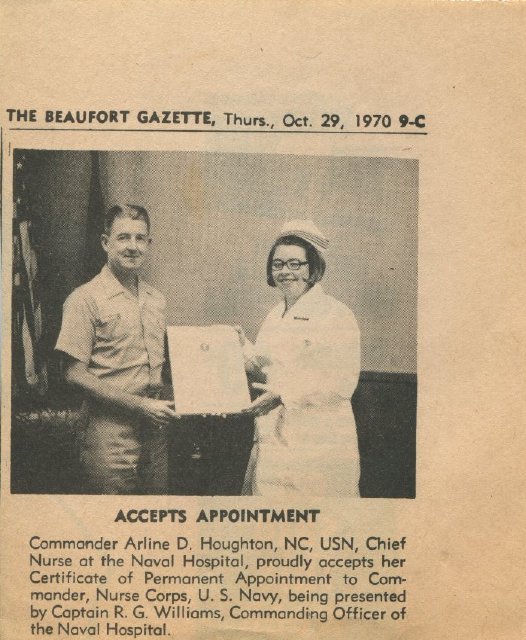 THE BEAUFORT GAZETTE, Thurs., Oct. 29, 1970 9-C
ACCEPTS APPOINTMENT
Commander Arline D. Houghton, NC, USN, Chief
Nurse at the Naval Hospital, proudly accepts her
Certificate of Permanent Appointment to Com-
mander, Nurse Corps, U. S. Navy, being presented
by Captain R. G. Williams, Commanding Officer of
the Naval Hospital.